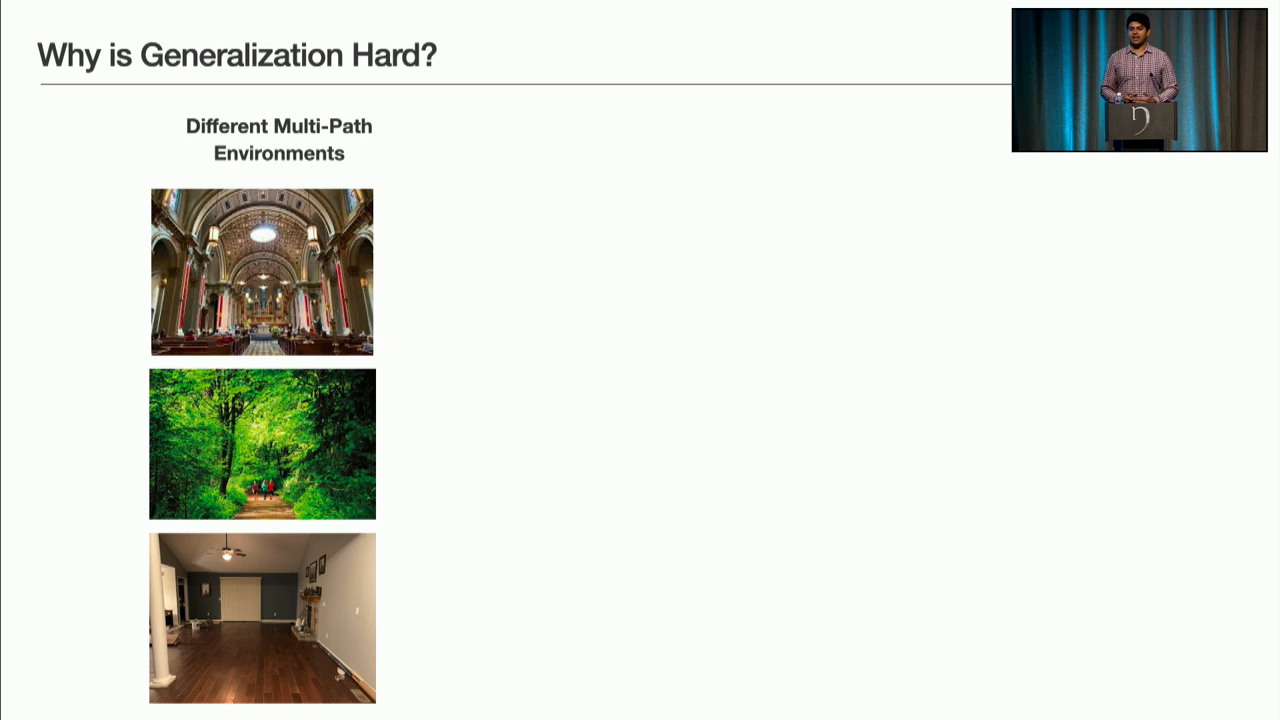 Why is Generalization Hard?
Different Multi-Path
Environments